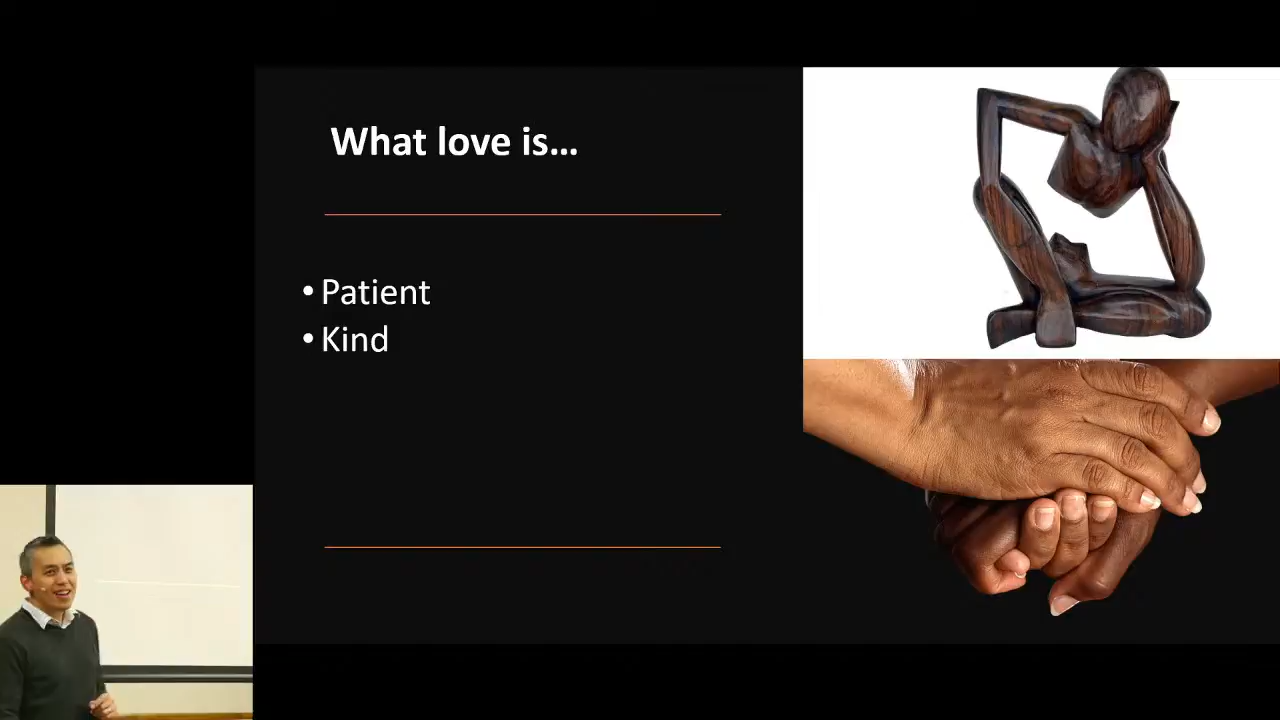 What love is...
• Patient
• Kind